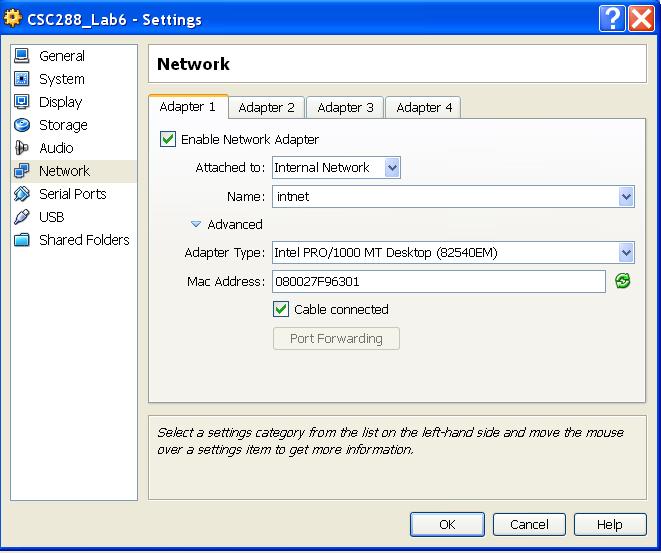 CSC288_Lab6 - Settings
General
System
Display
Storage
Audio
Network
Serial Ports
USB
Shared Folders
Network
Adapter 1
Adapter 2
Adapter 3
Adapter 4
Enable Network Adapter
Attached to: Internal Network
Name: intnet
Advanced
Adapter Type: Intel PRO/1000 MT Desktop (82540EM)
Mac Address: 080027F96301
Cable connected
Port Forwarding
Select a settings category from the list on the left-hand side and move the mouse
over a settings item to get more information.
OK
Cancel
Help